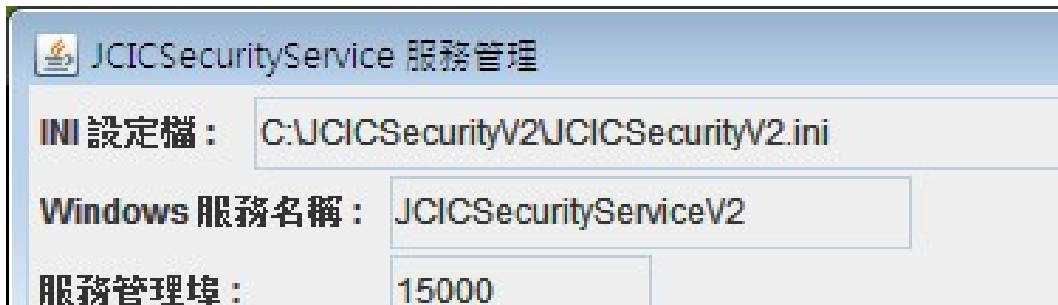 JCICSecurityService 服務管理
INI 設定檔： C:\JCICSecurityV2\JCICSecurityV2.ini
Windows 服務名稱： JCICSecurityServiceV2
服務管理埠： 15000